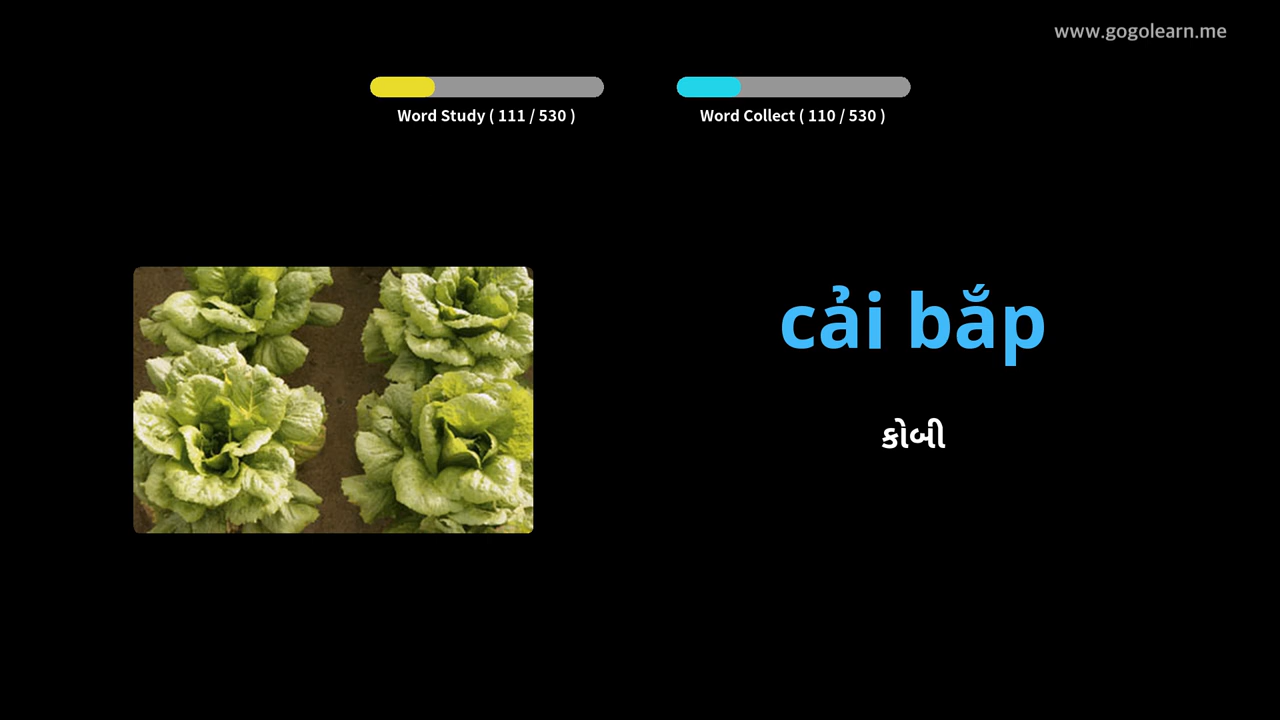 www.gogolearn.me
Word Study ( 111 / 530 )
Word Collect ( 110 / 530 )
cải bắp
કોબી